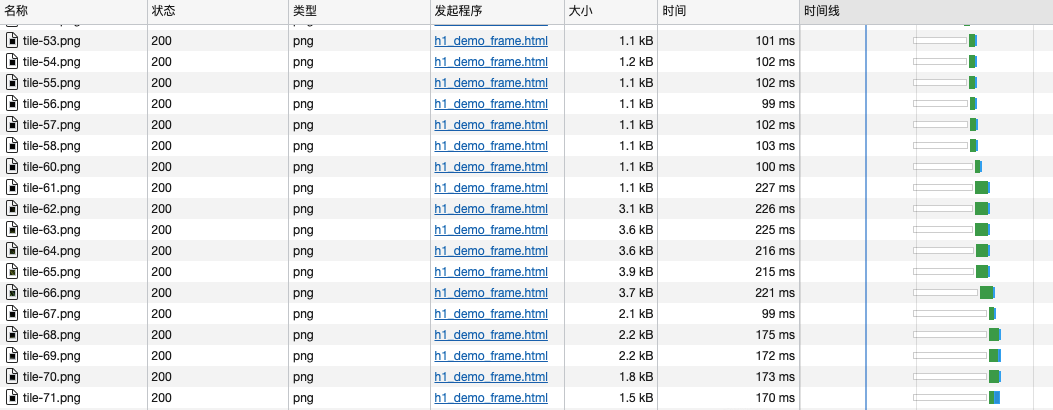 名称 状态 类型 发起程序 大小 时间 时间线
tile-53.png 200 png h1_demo_frame.html 1.1 kB 101 ms
tile-54.png 200 png h1_demo_frame.html 1.2 kB 102 ms
tile-55.png 200 png h1_demo_frame.html 1.1 kB 102 ms
tile-56.png 200 png h1_demo_frame.html 1.1 kB 99 ms
tile-57.png 200 png h1_demo_frame.html 1.1 kB 102 ms
tile-58.png 200 png h1_demo_frame.html 1.1 kB 103 ms
tile-60.png 200 png h1_demo_frame.html 1.1 kB 100 ms
tile-61.png 200 png h1_demo_frame.html 1.1 kB 227 ms
tile-62.png 200 png h1_demo_frame.html 3.1 kB 226 ms
tile-63.png 200 png h1_demo_frame.html 3.6 kB 225 ms
tile-64.png 200 png h1_demo_frame.html 3.6 kB 216 ms
tile-65.png 200 png h1_demo_frame.html 3.9 kB 215 ms
tile-66.png 200 png h1_demo_frame.html 3.7 kB 221 ms
tile-67.png 200 png h1_demo_frame.html 2.1 kB 99 ms
tile-68.png 200 png h1_demo_frame.html 2.2 kB 175 ms
tile-69.png 200 png h1_demo_frame.html 2.2 kB 172 ms
tile-70.png 200 png h1_demo_frame.html 1.8 kB 173 ms
tile-71.png 200 png h1_demo_frame.html 1.5 kB 170 ms